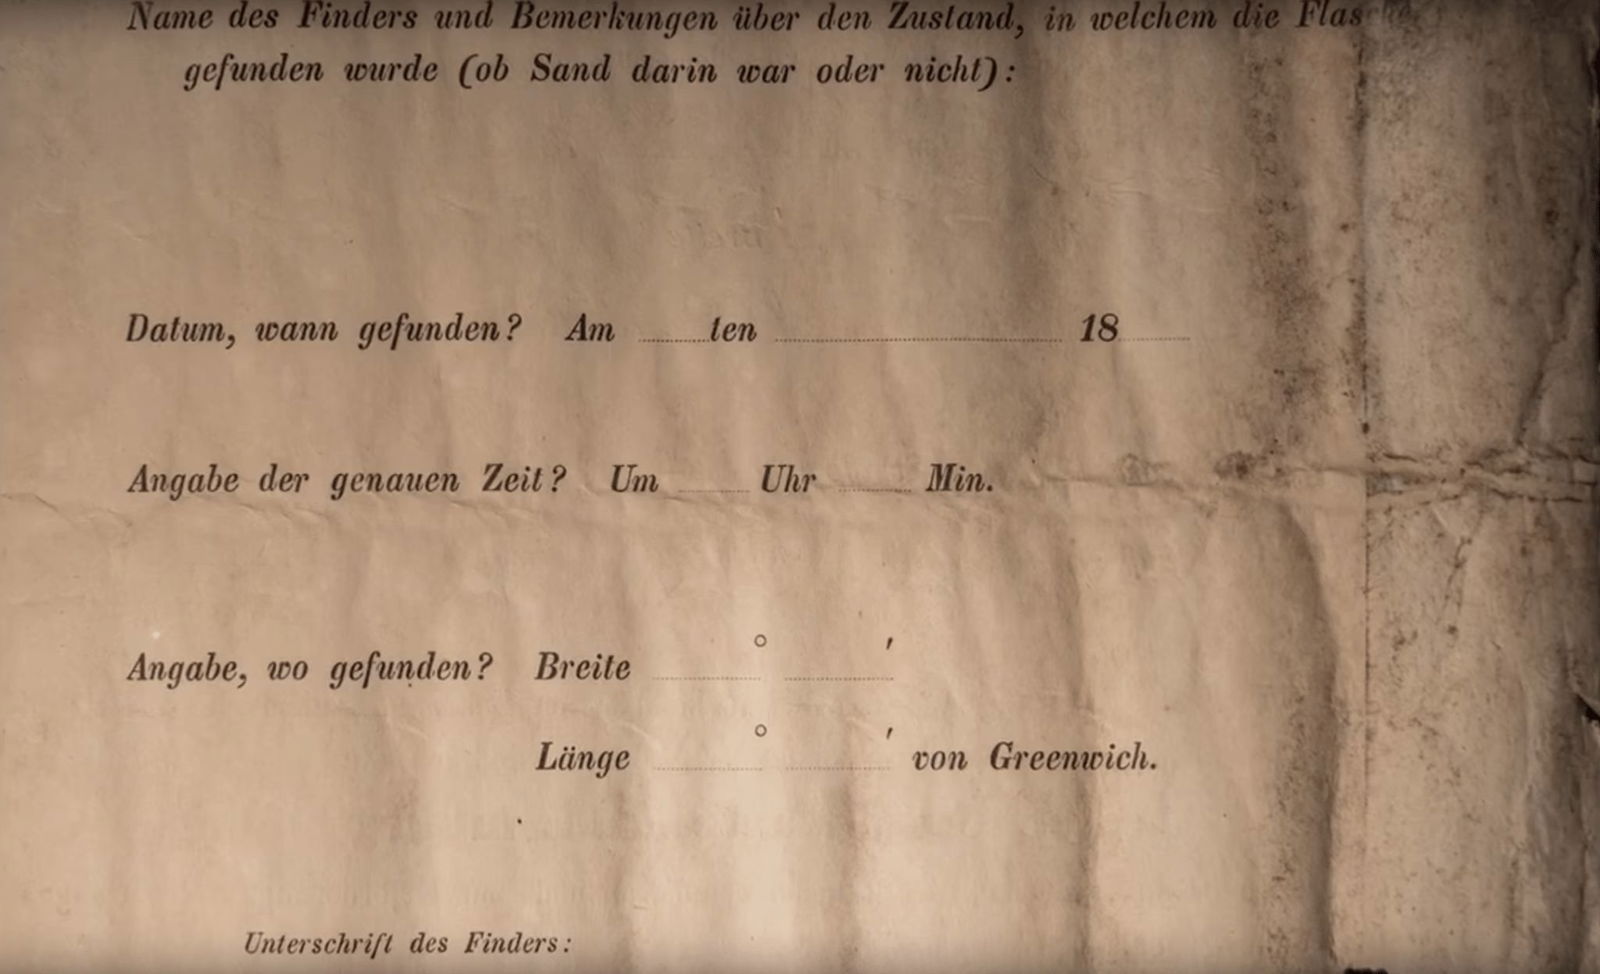 Name des Finders und Bemerkungen über den Zustand, in welchem die Flasche
gefunden wurde (ob Sand darin war oder nicht):
Datum, wann gefunden? Am ........ten ........................ 18........
Angabe der genauen Zeit? Um ........ Uhr ........ Min.
Angabe, wo gefunden? Breite ........° ........′
Länge ........° ........′ von Greenwich.
Unterschrift des Finders: